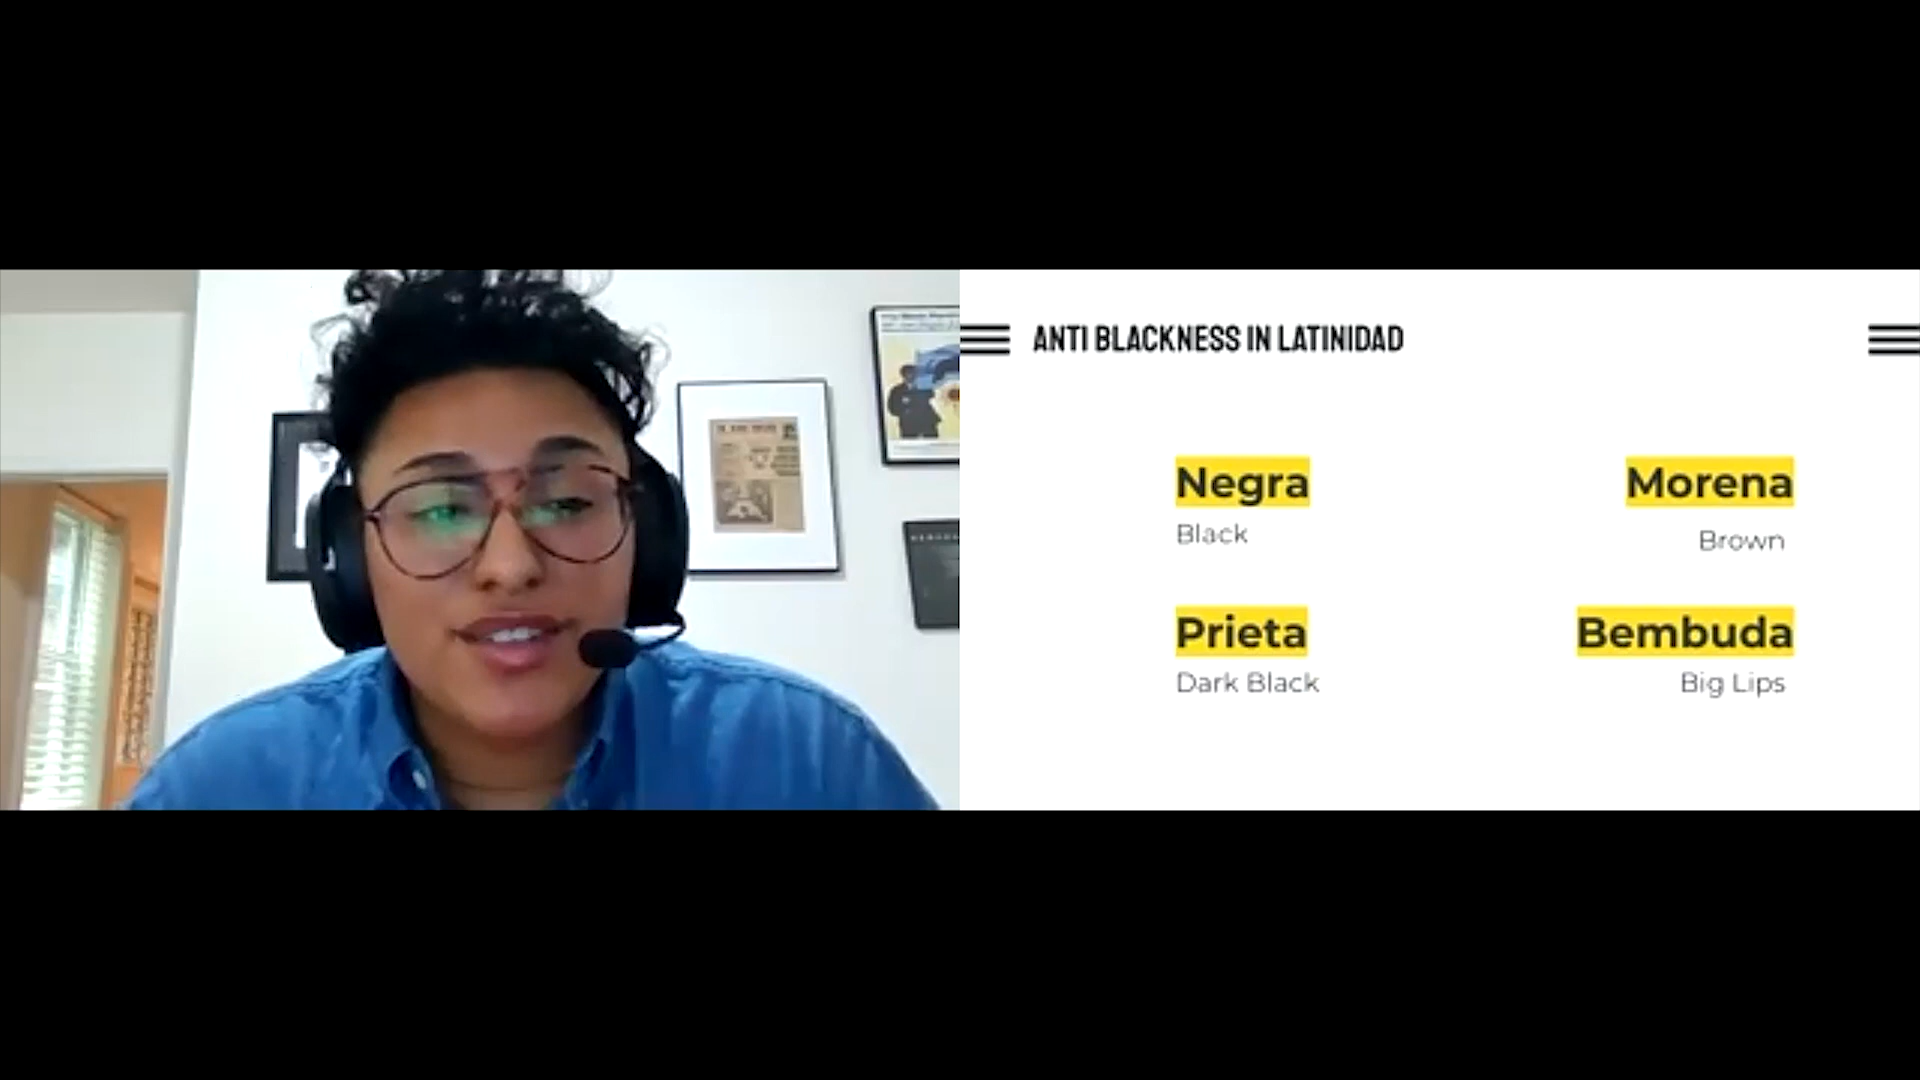 ANTI BLACKNESS IN LATINIDAD
Negra
Black
Morena
Brown
Prieta
Dark Black
Bembuda
Big Lips